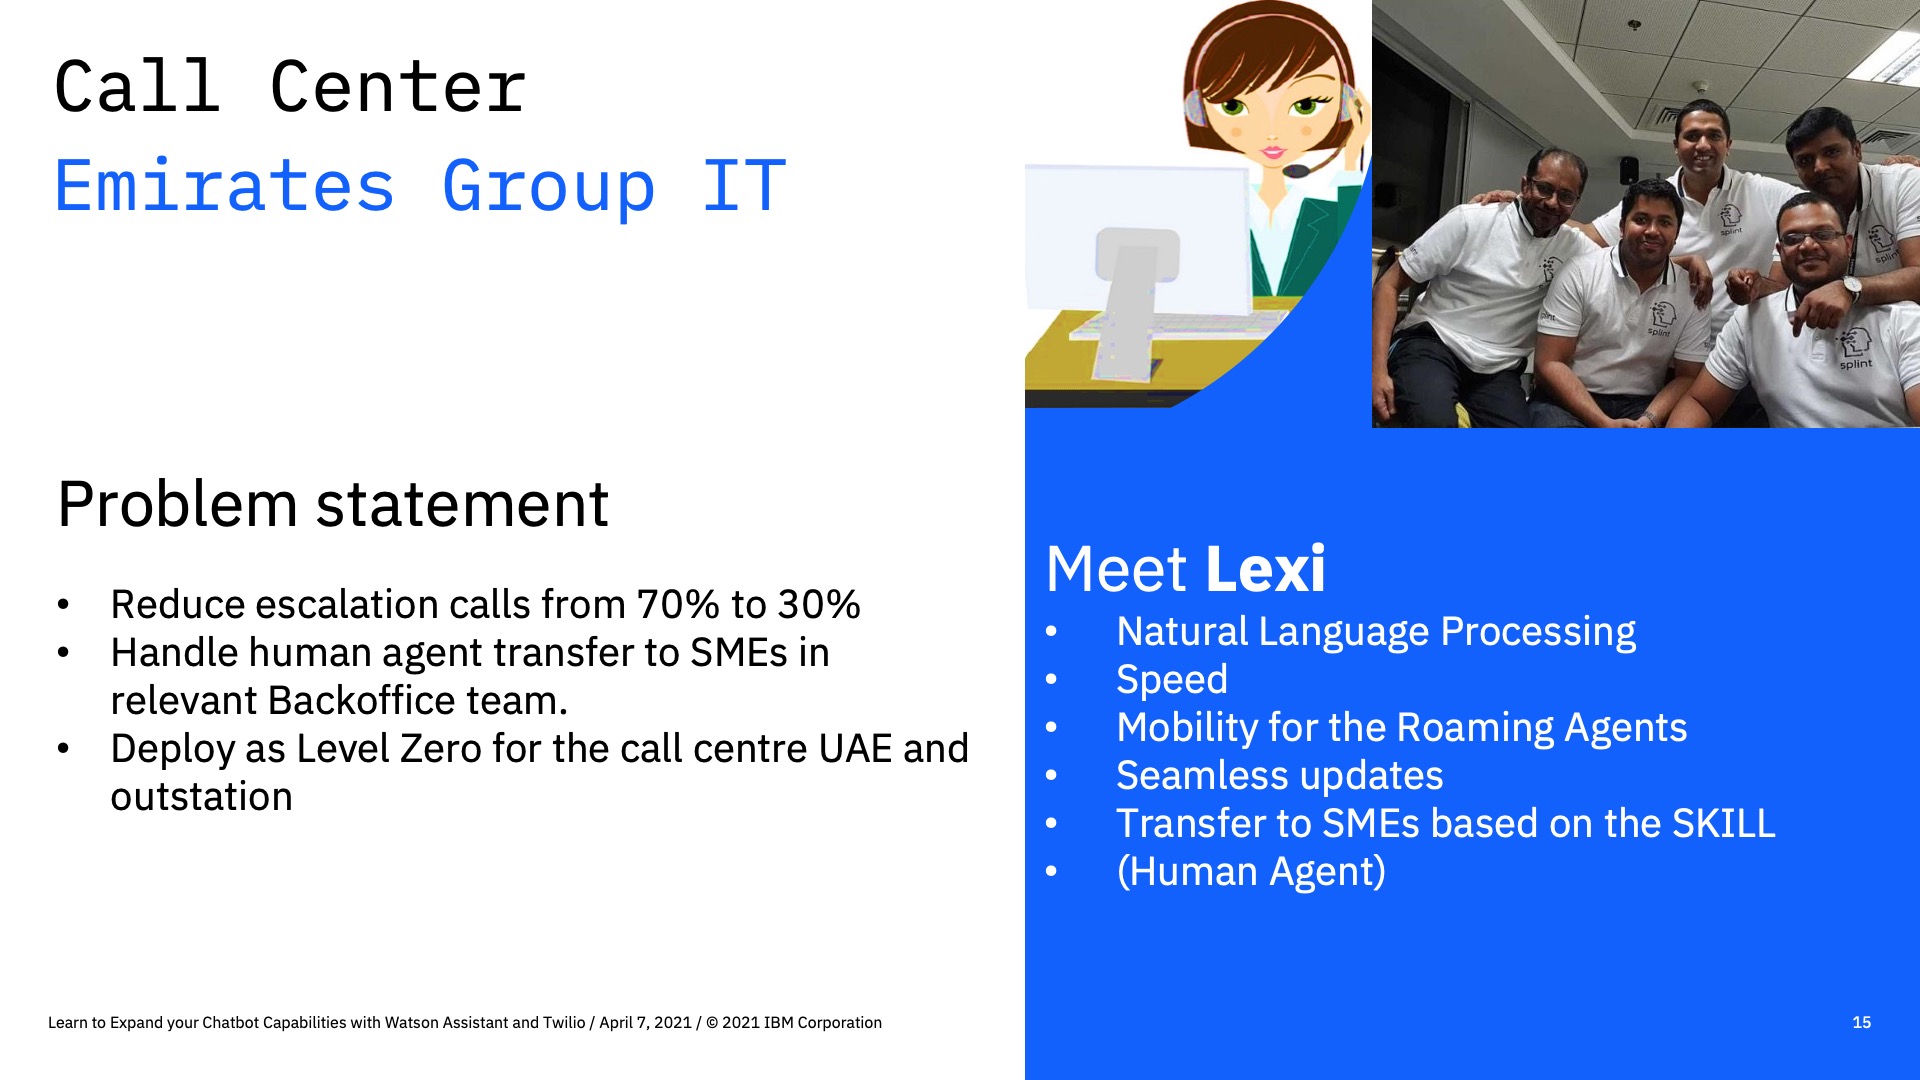 Call Center
Emirates Group IT
Problem statement
• Reduce escalation calls from 70% to 30%
• Handle human agent transfer to SMEs in
relevant Backoffice team.
• Deploy as Level Zero for the call centre UAE and
outstation
splint
splint
splint
splint
Meet Lexi
• Natural Language Processing
• Speed
• Mobility for the Roaming Agents
• Seamless updates
• Transfer to SMEs based on the SKILL
• (Human Agent)
Learn to Expand your Chatbot Capabilities with Watson Assistant and Twilio / April 7, 2021 / © 2021 IBM Corporation
15